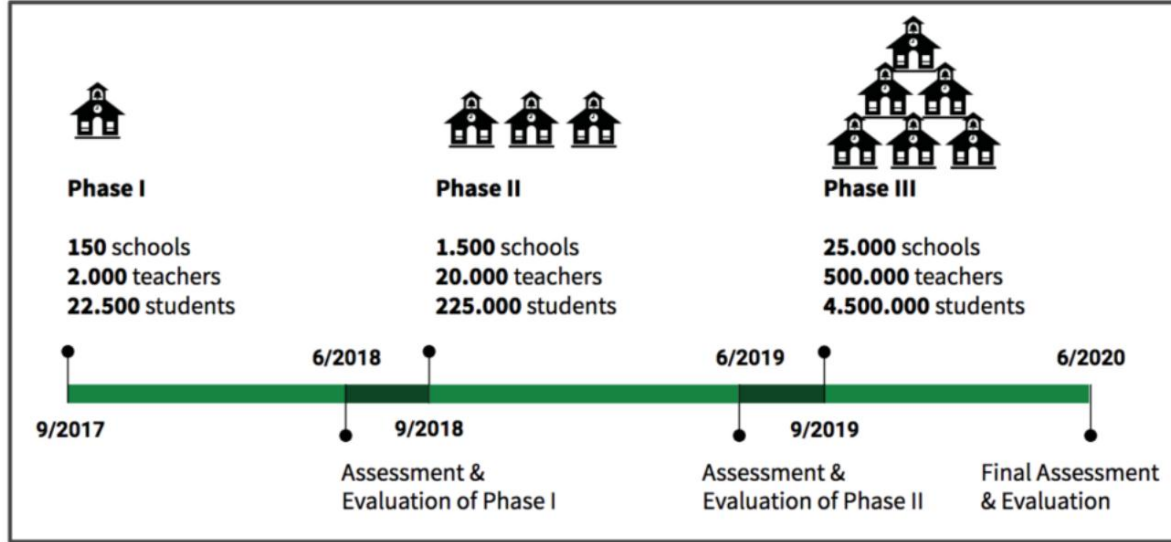 Phase I
150 schools
2.000 teachers
22.500 students
Phase II
1.500 schools
20.000 teachers
225.000 students
Phase III
25.000 schools
500.000 teachers
4.500.000 students
6/2018
6/2019
6/2020
9/2017
9/2018
9/2019
Assessment &
Evaluation of Phase I
Assessment &
Evaluation of Phase II
Final Assessment
& Evaluation